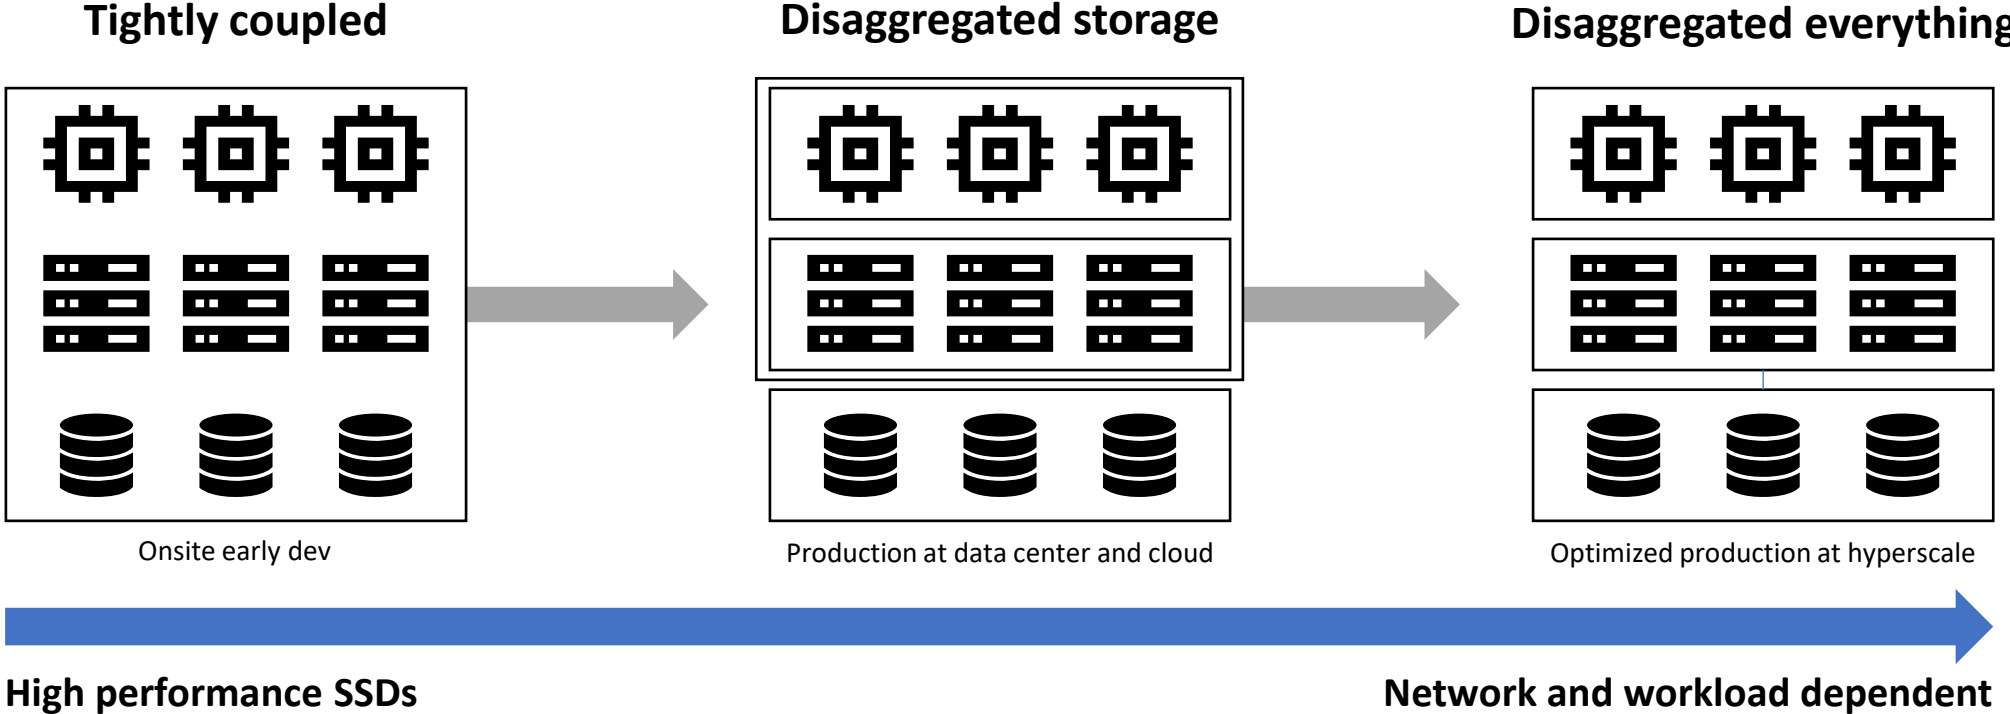 Tightly coupled
Disaggregated storage
Disaggregated everything
Onsite early dev
Production at data center and cloud
Optimized production at hyperscale
High performance SSDs
Network and workload dependent